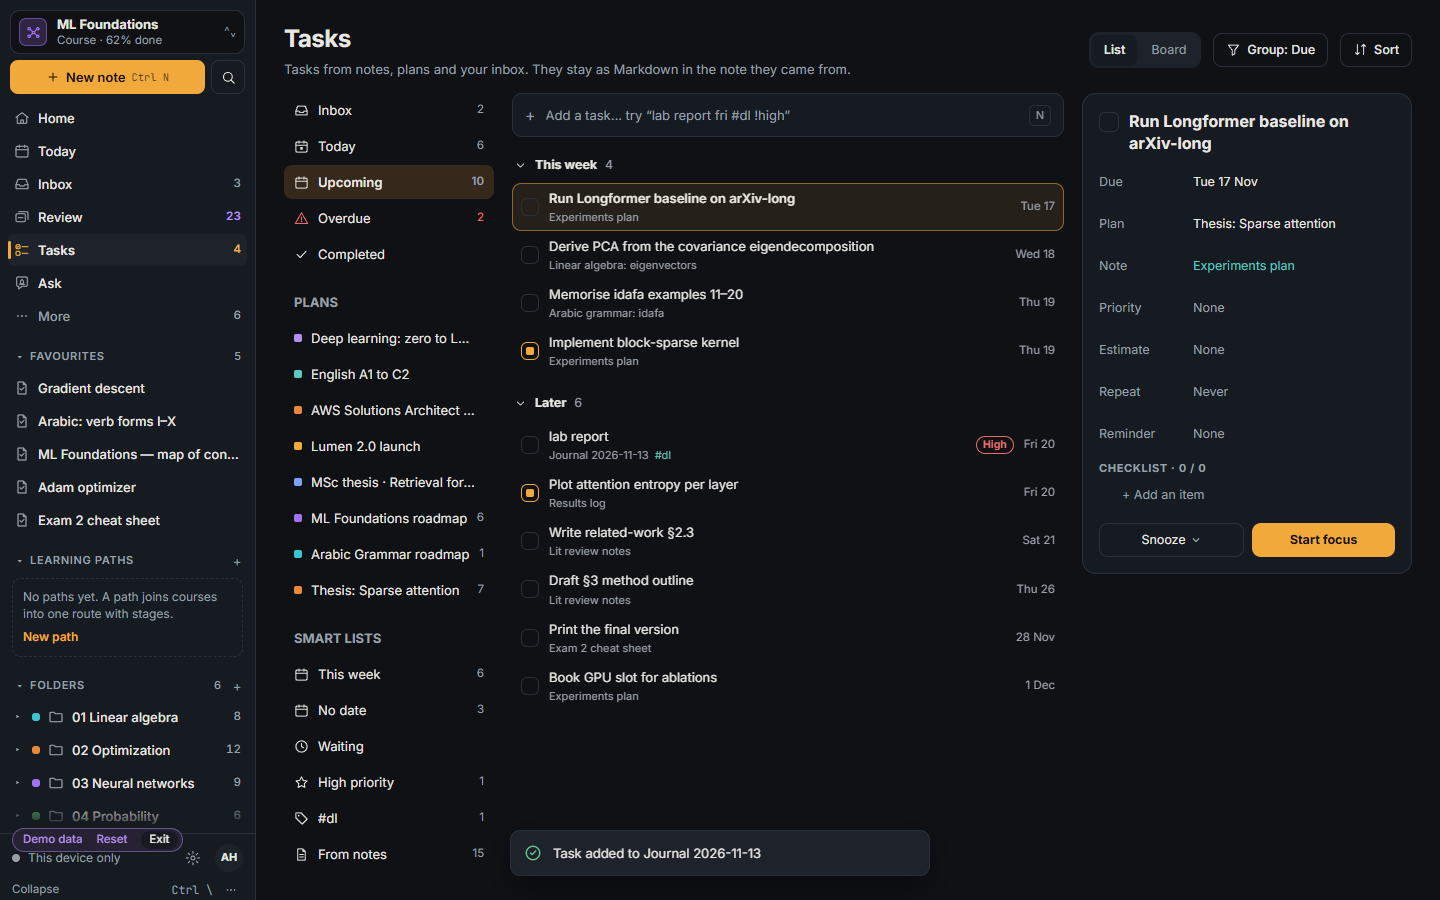 ML Foundations
Course · 62% done
+ New note Ctrl N
Home
Today
Inbox 3
Review 23
Tasks 4
Ask
More 6
FAVOURITES 5
Gradient descent
Arabic: verb forms I–X
ML Foundations — map of con...
Adam optimizer
Exam 2 cheat sheet
LEARNING PATHS +
No paths yet. A path joins courses
into one route with stages.
New path
FOLDERS 6 +
01 Linear algebra 8
02 Optimization 12
03 Neural networks 9
04 Probability 6
Demo data Reset Exit
This device only AH
Collapse Ctrl \ ...
Tasks
Tasks from notes, plans and your inbox. They stay as Markdown in the note they came from.
List Board Group: Due Sort
Inbox 2
Today 6
Upcoming 10
Overdue 2
Completed
PLANS
Deep learning: zero to L...
English A1 to C2
AWS Solutions Architect ...
Lumen 2.0 launch
MSc thesis · Retrieval for...
ML Foundations roadmap 6
Arabic Grammar roadmap 1
Thesis: Sparse attention 7
SMART LISTS
This week 6
No date 3
Waiting
High priority 1
#dl 1
From notes 15
+ Add a task... try “lab report fri #dl !high” N
This week 4
Run Longformer baseline on arXiv-long Tue 17
Experiments plan
Derive PCA from the covariance eigendecomposition Wed 18
Linear algebra: eigenvectors
Memorise idafa examples 11–20 Thu 19
Arabic grammar: idafa
Implement block-sparse kernel Thu 19
Experiments plan
Later 6
lab report High Fri 20
Journal 2026-11-13 #dl
Plot attention entropy per layer Fri 20
Results log
Write related-work §2.3 Sat 21
Lit review notes
Draft §3 method outline Thu 26
Lit review notes
Print the final version 28 Nov
Exam 2 cheat sheet
Book GPU slot for ablations 1 Dec
Experiments plan
Task added to Journal 2026-11-13
Run Longformer baseline on
arXiv-long
Due Tue 17 Nov
Plan Thesis: Sparse attention
Note Experiments plan
Priority None
Estimate None
Repeat Never
Reminder None
CHECKLIST · 0 / 0
+ Add an item
Snooze Start focus